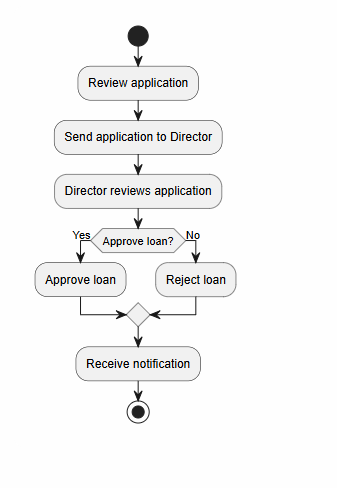 Review application
Send application to Director
Director reviews application
Yes
Approve loan?
No
Approve loan
Reject loan
Receive notification